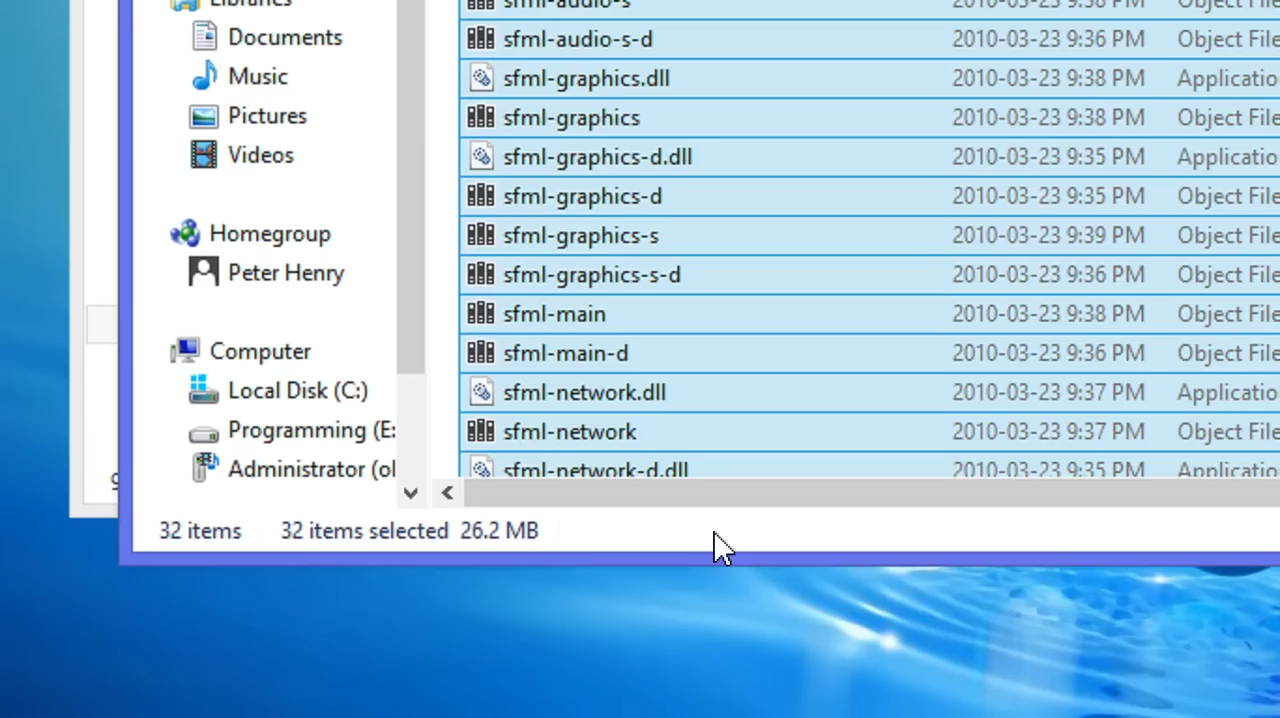 Libraries
Documents
Music
Pictures
Videos
Homegroup
Peter Henry
Computer
Local Disk (C:)
Programming (E:
Administrator (ol
sfml-audio-s 2010-03-23 9:38 PM Object File
sfml-audio-s-d 2010-03-23 9:36 PM Object File
sfml-graphics.dll 2010-03-23 9:38 PM Applicatio
sfml-graphics 2010-03-23 9:38 PM Object File
sfml-graphics-d.dll 2010-03-23 9:35 PM Applicatio
sfml-graphics-d 2010-03-23 9:35 PM Object File
sfml-graphics-s 2010-03-23 9:39 PM Object File
sfml-graphics-s-d 2010-03-23 9:36 PM Object File
sfml-main 2010-03-23 9:38 PM Object File
sfml-main-d 2010-03-23 9:36 PM Object File
sfml-network.dll 2010-03-23 9:37 PM Applicatio
sfml-network 2010-03-23 9:37 PM Object File
sfml-network-d.dll 2010-03-23 9:35 PM Applicatio
32 items 32 items selected 26.2 MB